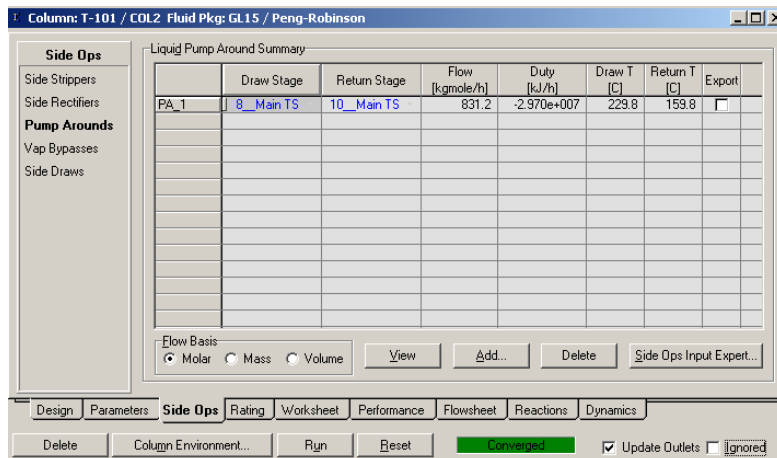 Column: T-101 / COL2 Fluid Pkg: GL15 / Peng-Robinson
Side Ops
Side Strippers
Side Rectifiers
Pump Arounds
Vap Bypasses
Side Draws
Liquid Pump Around Summary
Draw Stage Return Stage Flow [kgmole/h] Duty [kJ/h] Draw T [C] Return T [C] Export
PA_1 8__Main TS 10__Main TS 831.2 -2.970e+007 229.8 159.8
Flow Basis
Molar Mass Volume
View Add... Delete Side Ops Input Expert...
Design Parameters Side Ops Rating Worksheet Performance Flowsheet Reactions Dynamics
Delete Column Environment... Run Reset Converged Update Outlets Ignored